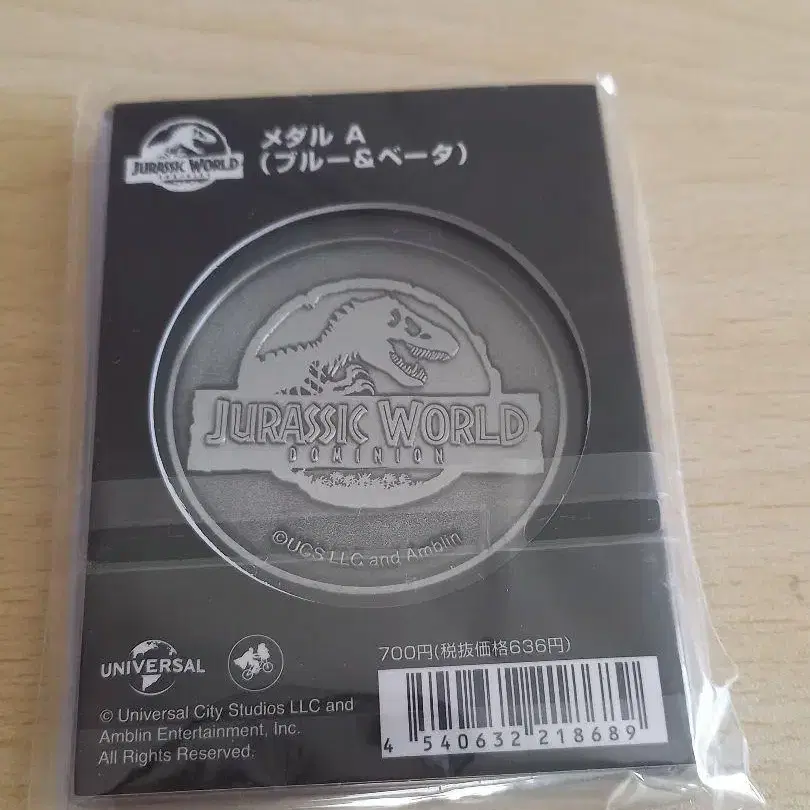 JURASSIC WORLD
メダル A
(ブルー&ベータ)
JURASSIC WORLD
DOMINION
©UCS LLC and Amblin
UNIVERSAL
700円(税抜価格636円)
© Universal City Studios LLC and
Amblin Entertainment, Inc.
All Rights Reserved.
4 540632 218689